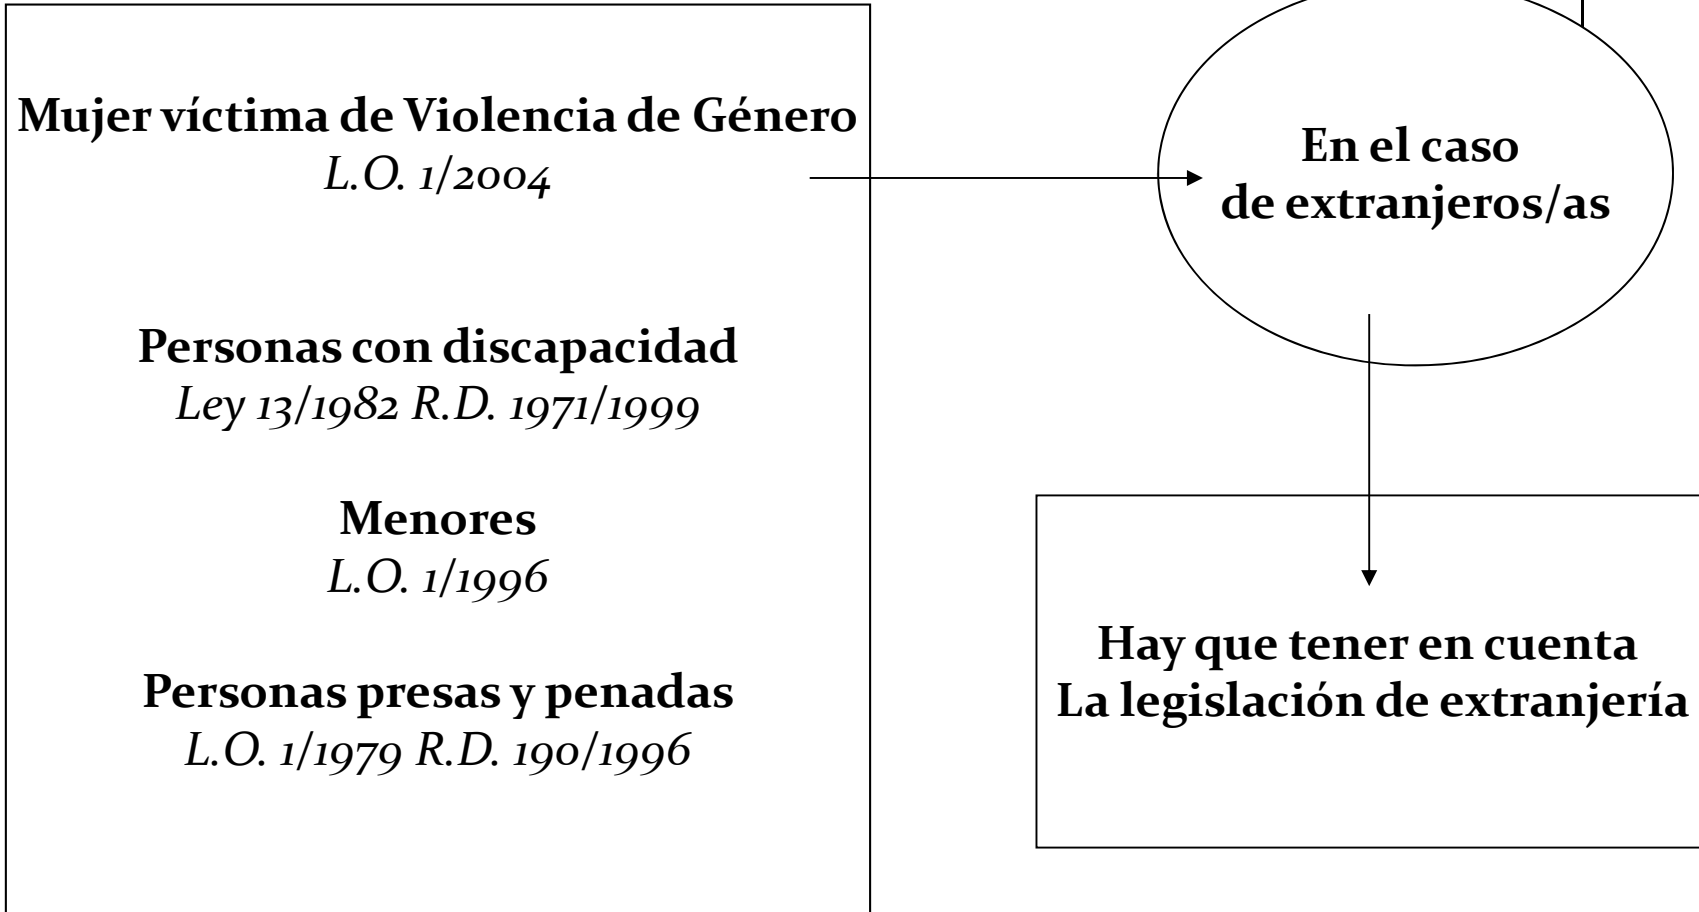 Mujer víctima de Violencia de Género
L.O. 1/2004
Personas con discapacidad
Ley 13/1982 R.D. 1971/1999
Menores
L.O. 1/1996
Personas presas y penadas
L.O. 1/1979 R.D. 190/1996
En el caso
de extranjeros/as
Hay que tener en cuenta
La legislación de extranjería